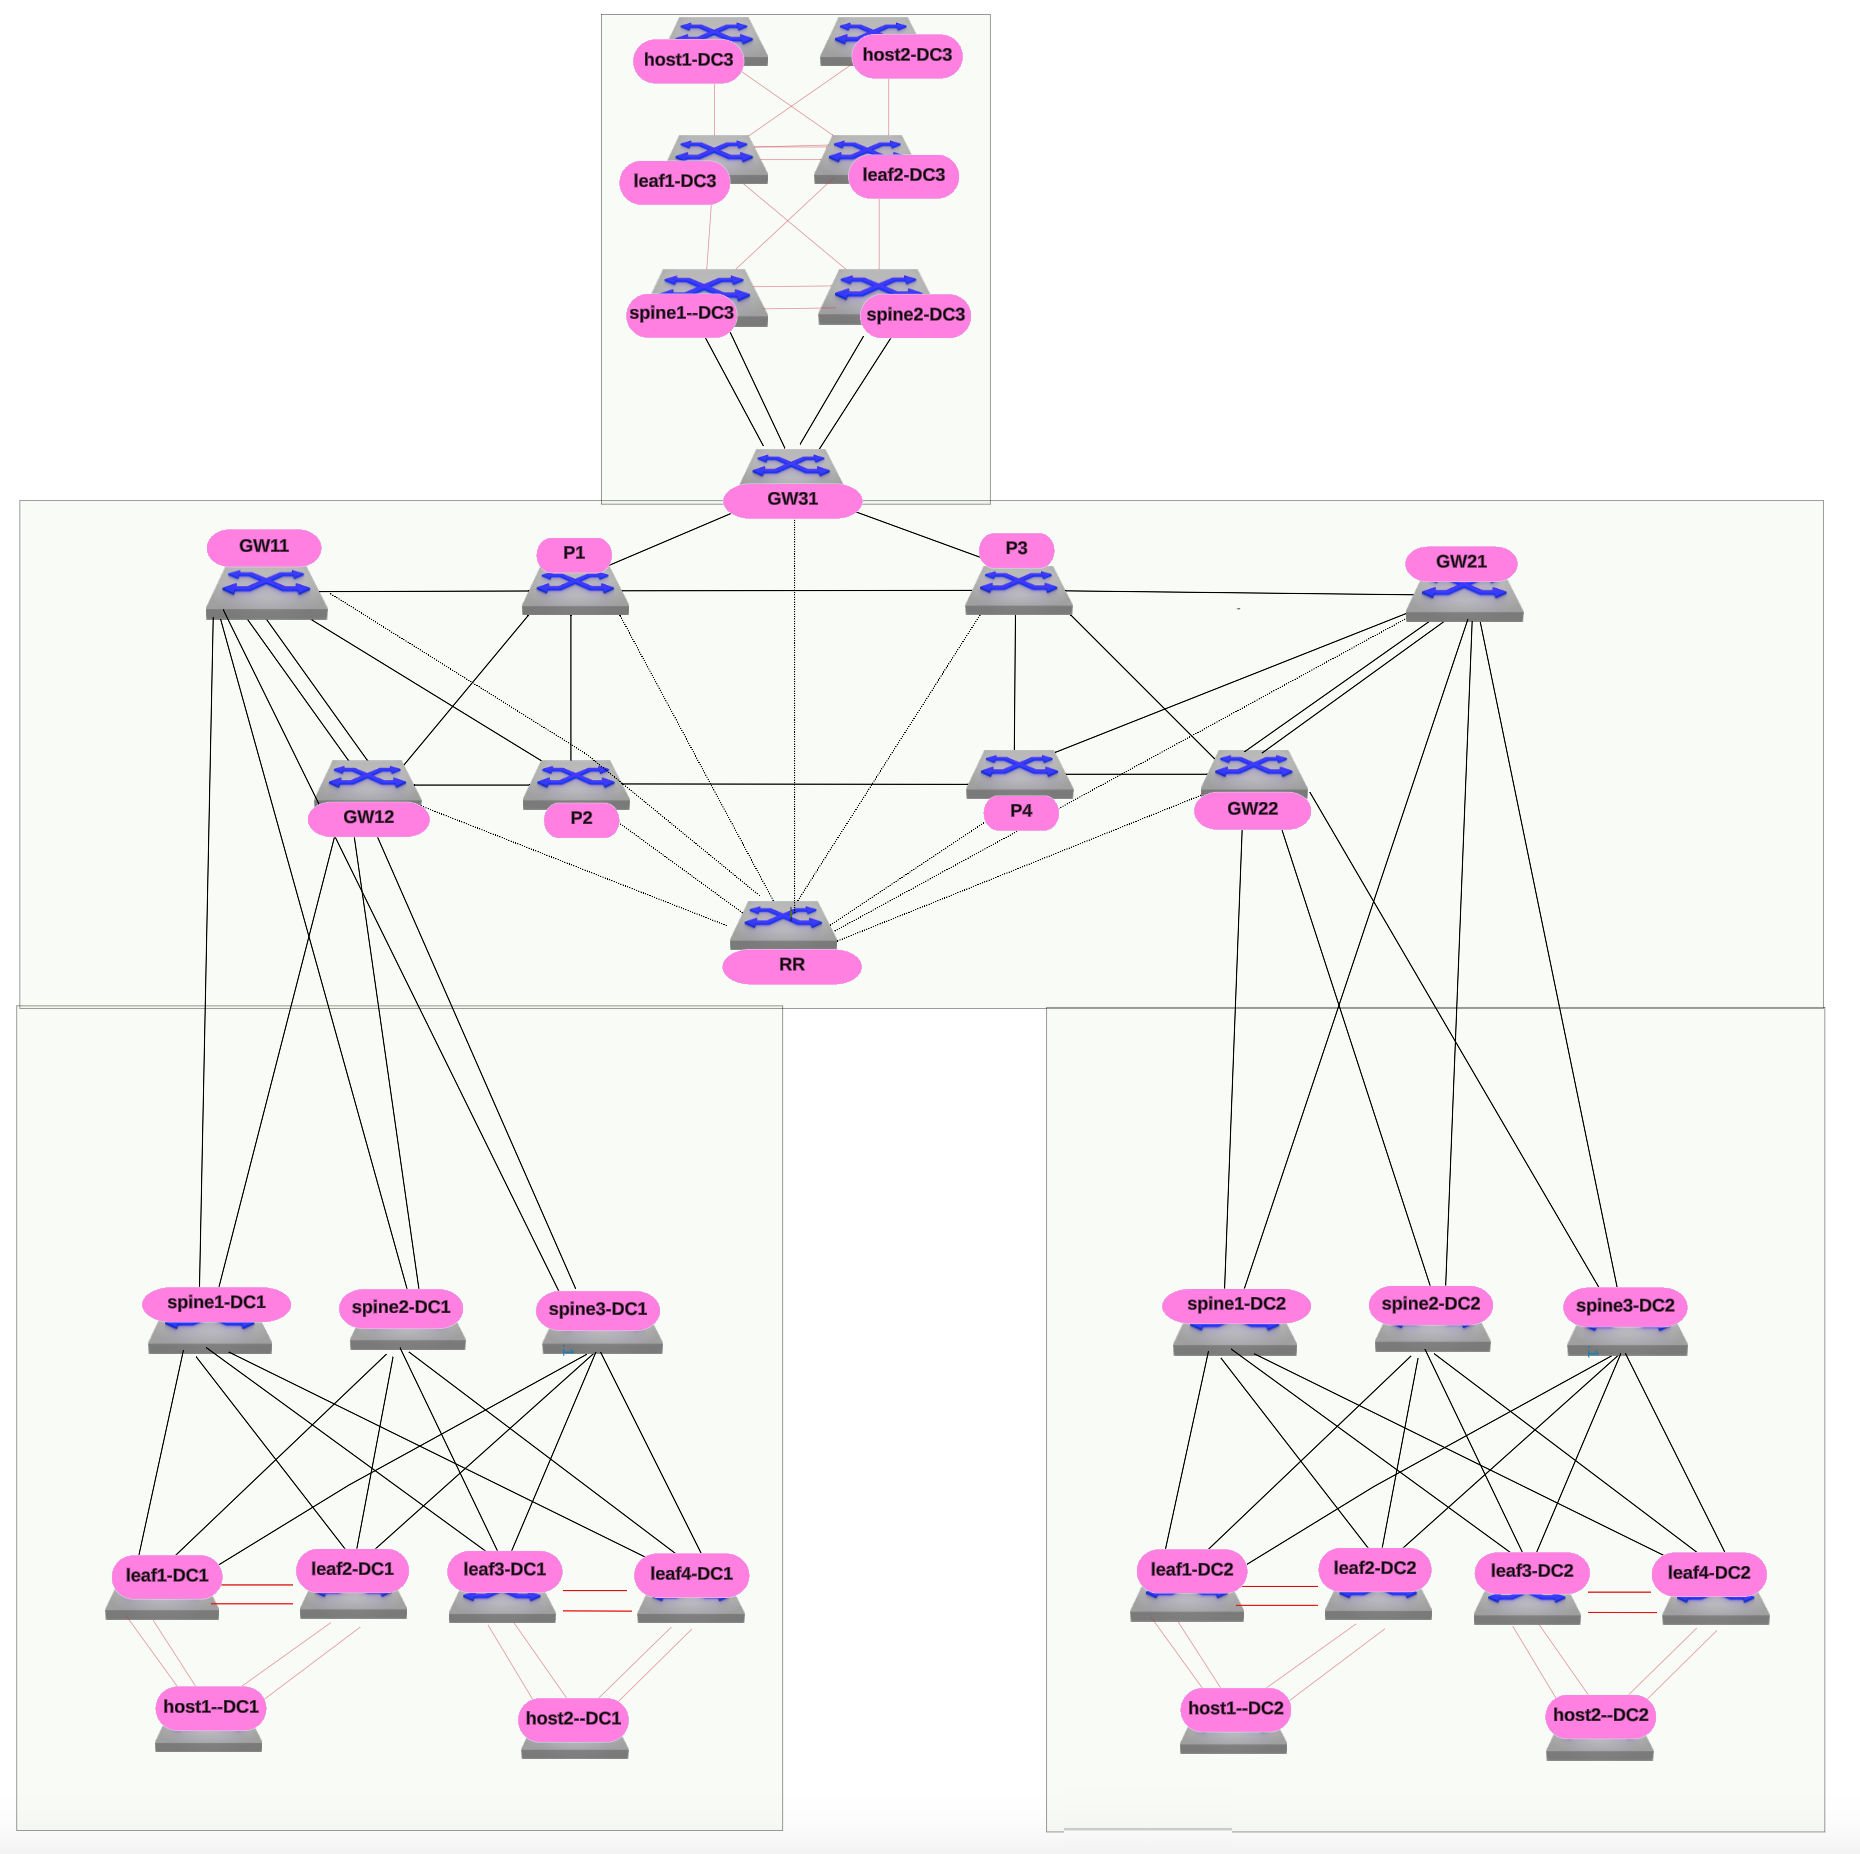 host1-DC3
host2-DC3
leaf1-DC3
leaf2-DC3
spine1--DC3
spine2-DC3
GW31
GW11
P1
P3
GW21
GW12
P2
P4
GW22
RR
spine1-DC1
spine2-DC1
spine3-DC1
spine1-DC2
spine2-DC2
spine3-DC2
leaf1-DC1
leaf2-DC1
leaf3-DC1
leaf4-DC1
leaf1-DC2
leaf2-DC2
leaf3-DC2
leaf4-DC2
host1--DC1
host2--DC1
host1--DC2
host2--DC2